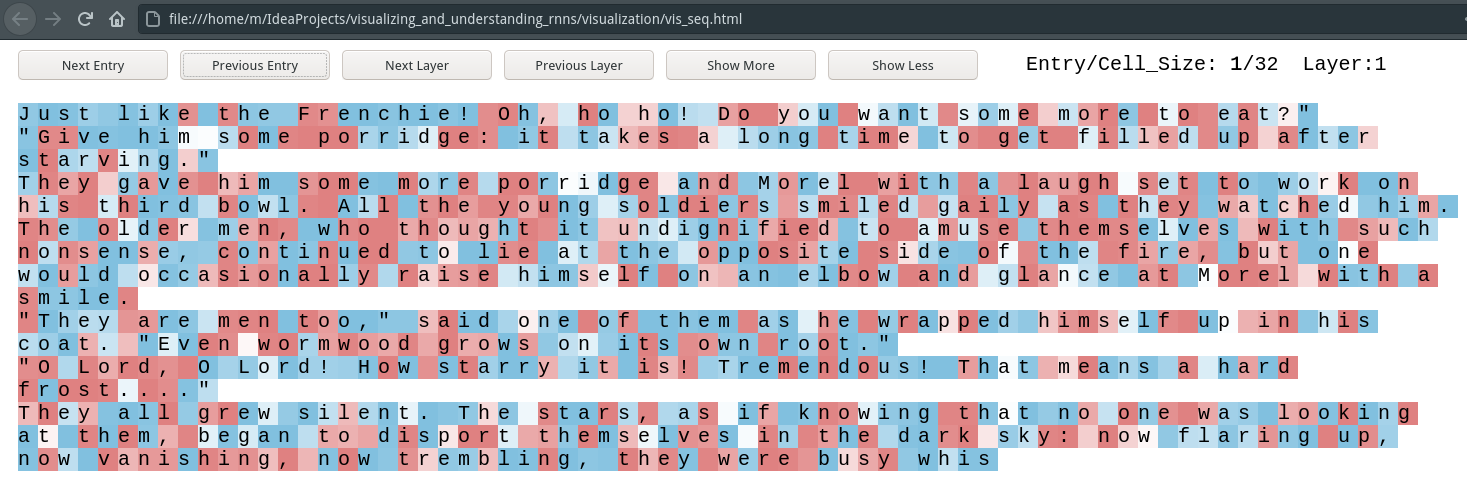 file:///home/m/IdeaProjects/visualizing_and_understanding_rnns/visualization/vis_seq.html
Next Entry Previous Entry Next Layer Previous Layer Show More Show Less Entry/Cell_Size: 1/32 Layer:1
Just like the Frenchie! Oh, ho ho! Do you want some more to eat?"
"Give him some porridge: it takes a long time to get filled up after
starving."
They gave him some more porridge and Morel with a laugh set to work on
his third bowl. All the young soldiers smiled gaily as they watched him.
The older men, who thought it undignified to amuse themselves with such
nonsense, continued to lie at the opposite side of the fire, but one
would occasionally raise himself on an elbow and glance at Morel with a
smile.
"They are men too," said one of them as he wrapped himself up in his
coat. "Even wormwood grows on its own root."
"O Lord, O Lord! How starry it is! Tremendous! That means a hard
frost...."
They all grew silent. The stars, as if knowing that no one was looking
at them, began to disport themselves in the dark sky: now flaring up,
now vanishing, now trembling, they were busy whis